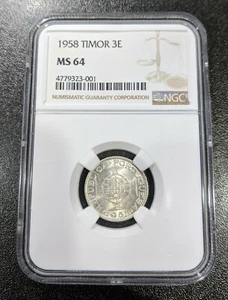 1958 TIMOR 3E
MS 64
4779323-001
NUMISMATIC GUARANTY CORPORATION
NGC